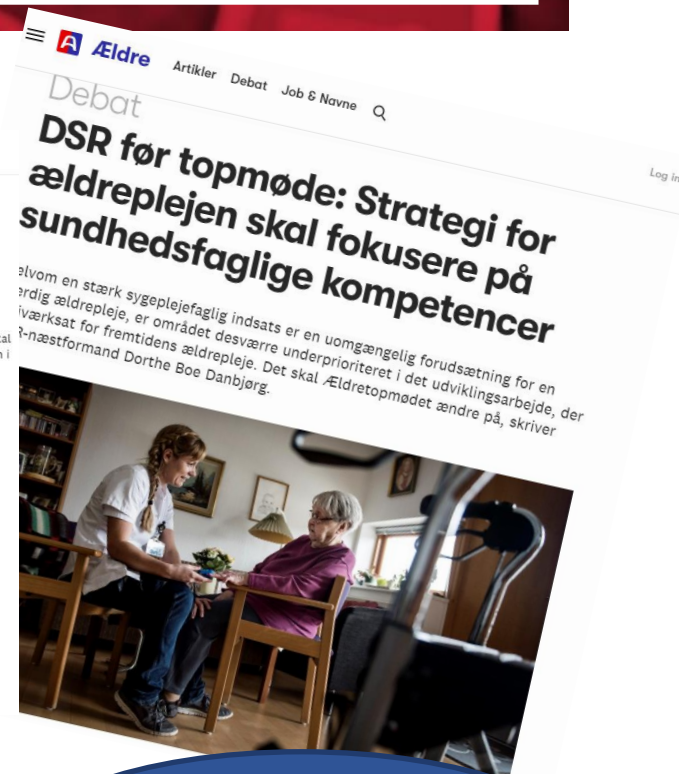 Ældre
Artikler Debat Job & Navne
Log in
Debat
DSR før topmøde: Strategi for
ældreplejen skal fokusere på
sundhedsfaglige kompetencer
en stærk sygeplejefaglig indsats er en uomgængelig forudsætning for en
ældrepleje, er området desværre underprioriteret i det udviklingsarbejde, der
for fremtidens ældrepleje. Det skal Ældretopmødet ændre på, skriver
Dorthe Boe Danbjørg.